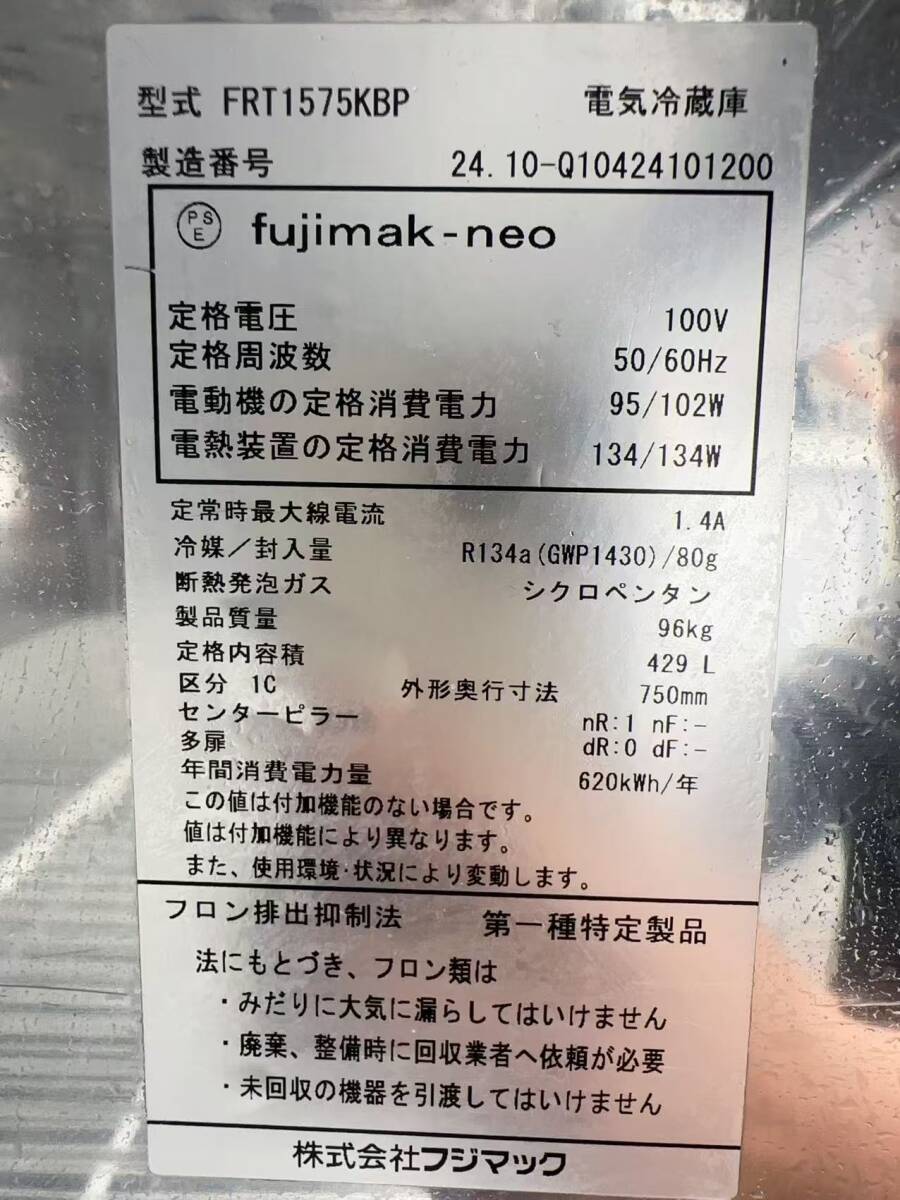 型式 FRT1575KBP 電気冷蔵庫
製造番号 24.10-Q10424101200
PSE fujimak-neo
定格電圧 100V
定格周波数 50/60Hz
電動機の定格消費電力 95/102W
電熱装置の定格消費電力 134/134W
定常時最大線電流 1.4A
冷媒/封入量 R134a(GWP1430)/80g
断熱発泡ガス シクロペンタン
製品質量 96kg
定格内容積 429 L
区分 1C 外形奥行寸法 750mm
センターピラー nR:1 nF:-
多扉 dR:0 dF:-
年間消費電力量 620kWh/年
この値は付加機能のない場合です。
値は付加機能により異なります。
また、使用環境・状況により変動します。
フロン排出抑制法 第一種特定製品
法にもとづき、フロン類は
・みだりに大気に漏らしてはいけません
・廃棄、整備時に回収業者へ依頼が必要
・未回収の機器を引渡してはいけません
株式会社フジマック